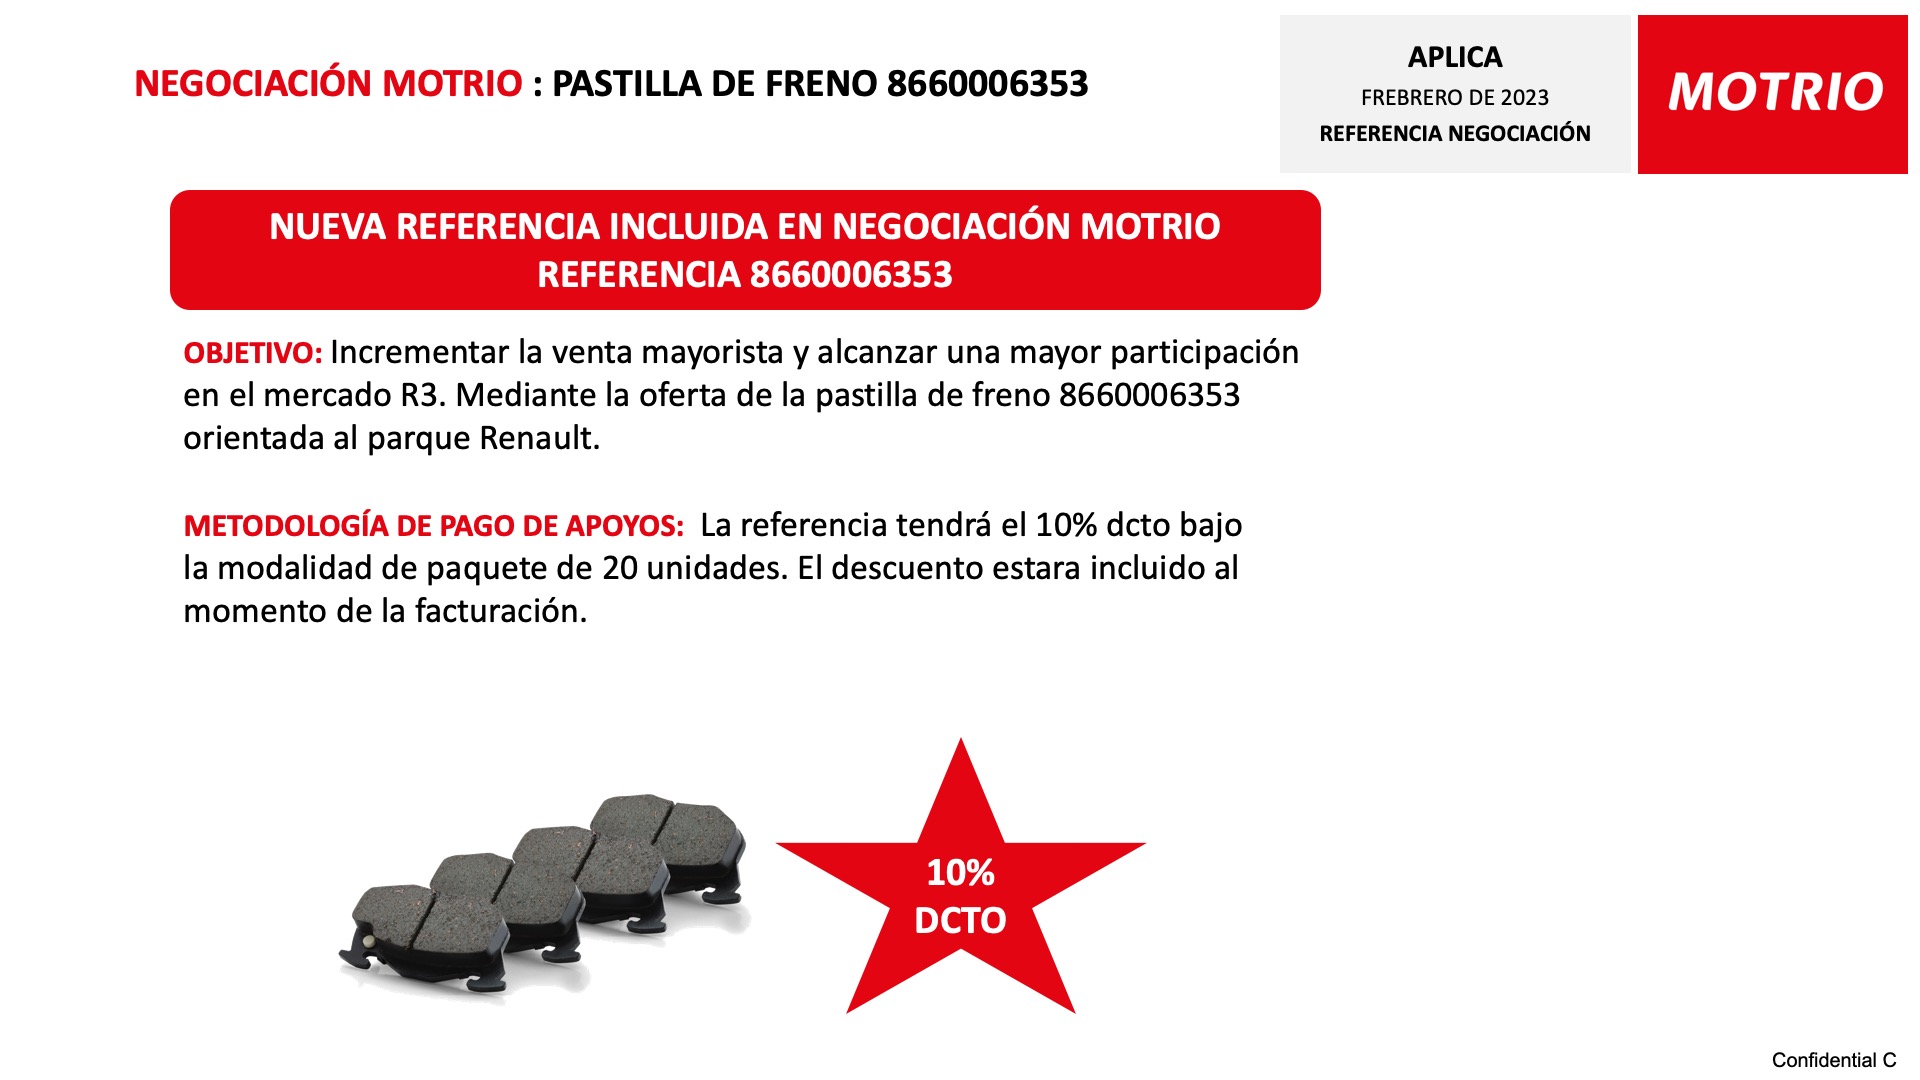 NEGOCIACIÓN MOTRIO : PASTILLA DE FRENO 8660006353
APLICA
FREBRERO DE 2023
REFERENCIA NEGOCIACIÓN
MOTRIO
NUEVA REFERENCIA INCLUIDA EN NEGOCIACIÓN MOTRIO
REFERENCIA 8660006353
OBJETIVO: Incrementar la venta mayorista y alcanzar una mayor participación
en el mercado R3. Mediante la oferta de la pastilla de freno 8660006353
orientada al parque Renault.
METODOLOGÍA DE PAGO DE APOYOS: La referencia tendrá el 10% dcto bajo
la modalidad de paquete de 20 unidades. El descuento estara incluido al
momento de la facturación.
10%
DCTO
Confidential C